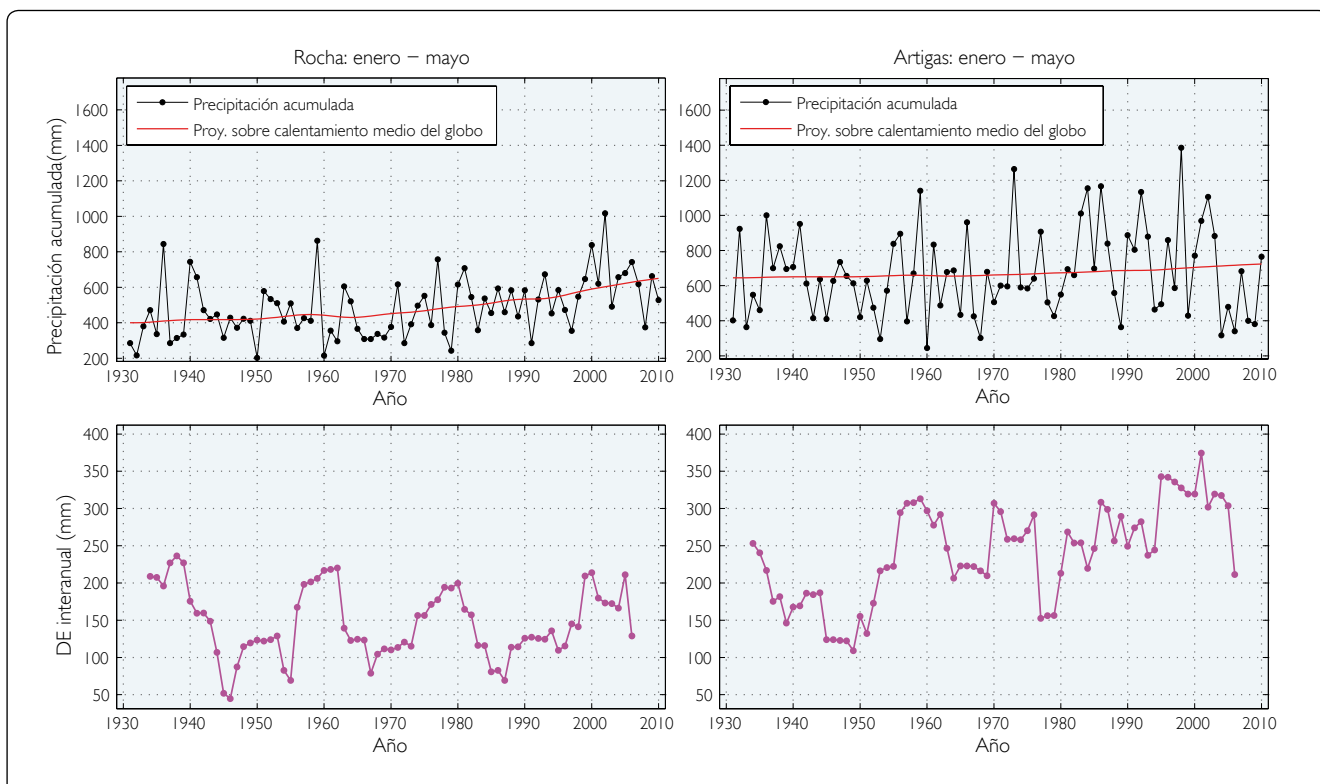 Rocha: enero – mayo
Precipitación acumulada
Proy. sobre calentamiento medio del globo
Precipitación acumulada(mm)
1600
1400
1200
1000
800
600
400
200
1930 1940 1950 1960 1970 1980 1990 2000 2010
Año
Artigas: enero – mayo
Precipitación acumulada
Proy. sobre calentamiento medio del globo
1600
1400
1200
1000
800
600
400
200
1930 1940 1950 1960 1970 1980 1990 2000 2010
Año
DE interanual (mm)
400
350
300
250
200
150
100
50
1930 1940 1950 1960 1970 1980 1990 2000 2010
Año
400
350
300
250
200
150
100
50
1930 1940 1950 1960 1970 1980 1990 2000 2010
Año